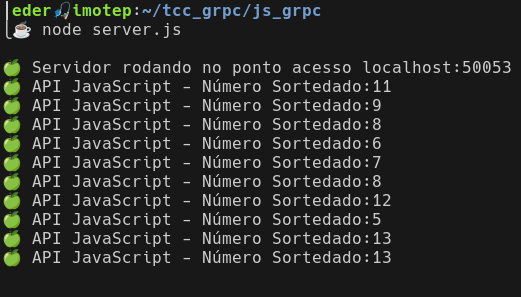 eder🎣imotep:~/tcc_grpc/js_grpc
☕ node server.js
🍏 Servidor rodando no ponto acesso localhost:50053
🍏 API JavaScript - Número Sortedado:11
🍏 API JavaScript - Número Sortedado:9
🍏 API JavaScript - Número Sortedado:8
🍏 API JavaScript - Número Sortedado:6
🍏 API JavaScript - Número Sortedado:7
🍏 API JavaScript - Número Sortedado:8
🍏 API JavaScript - Número Sortedado:12
🍏 API JavaScript - Número Sortedado:5
🍏 API JavaScript - Número Sortedado:13
🍏 API JavaScript - Número Sortedado:13